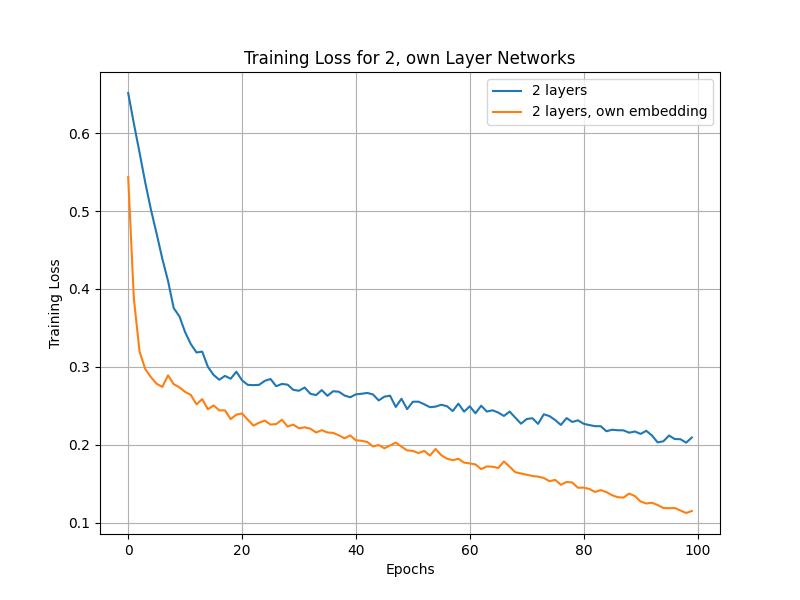 Training Loss for 2, own Layer Networks
2 layers
2 layers, own embedding
0.6
0.5
0.4
0.3
0.2
0.1
Training Loss
0 20 40 60 80 100
Epochs